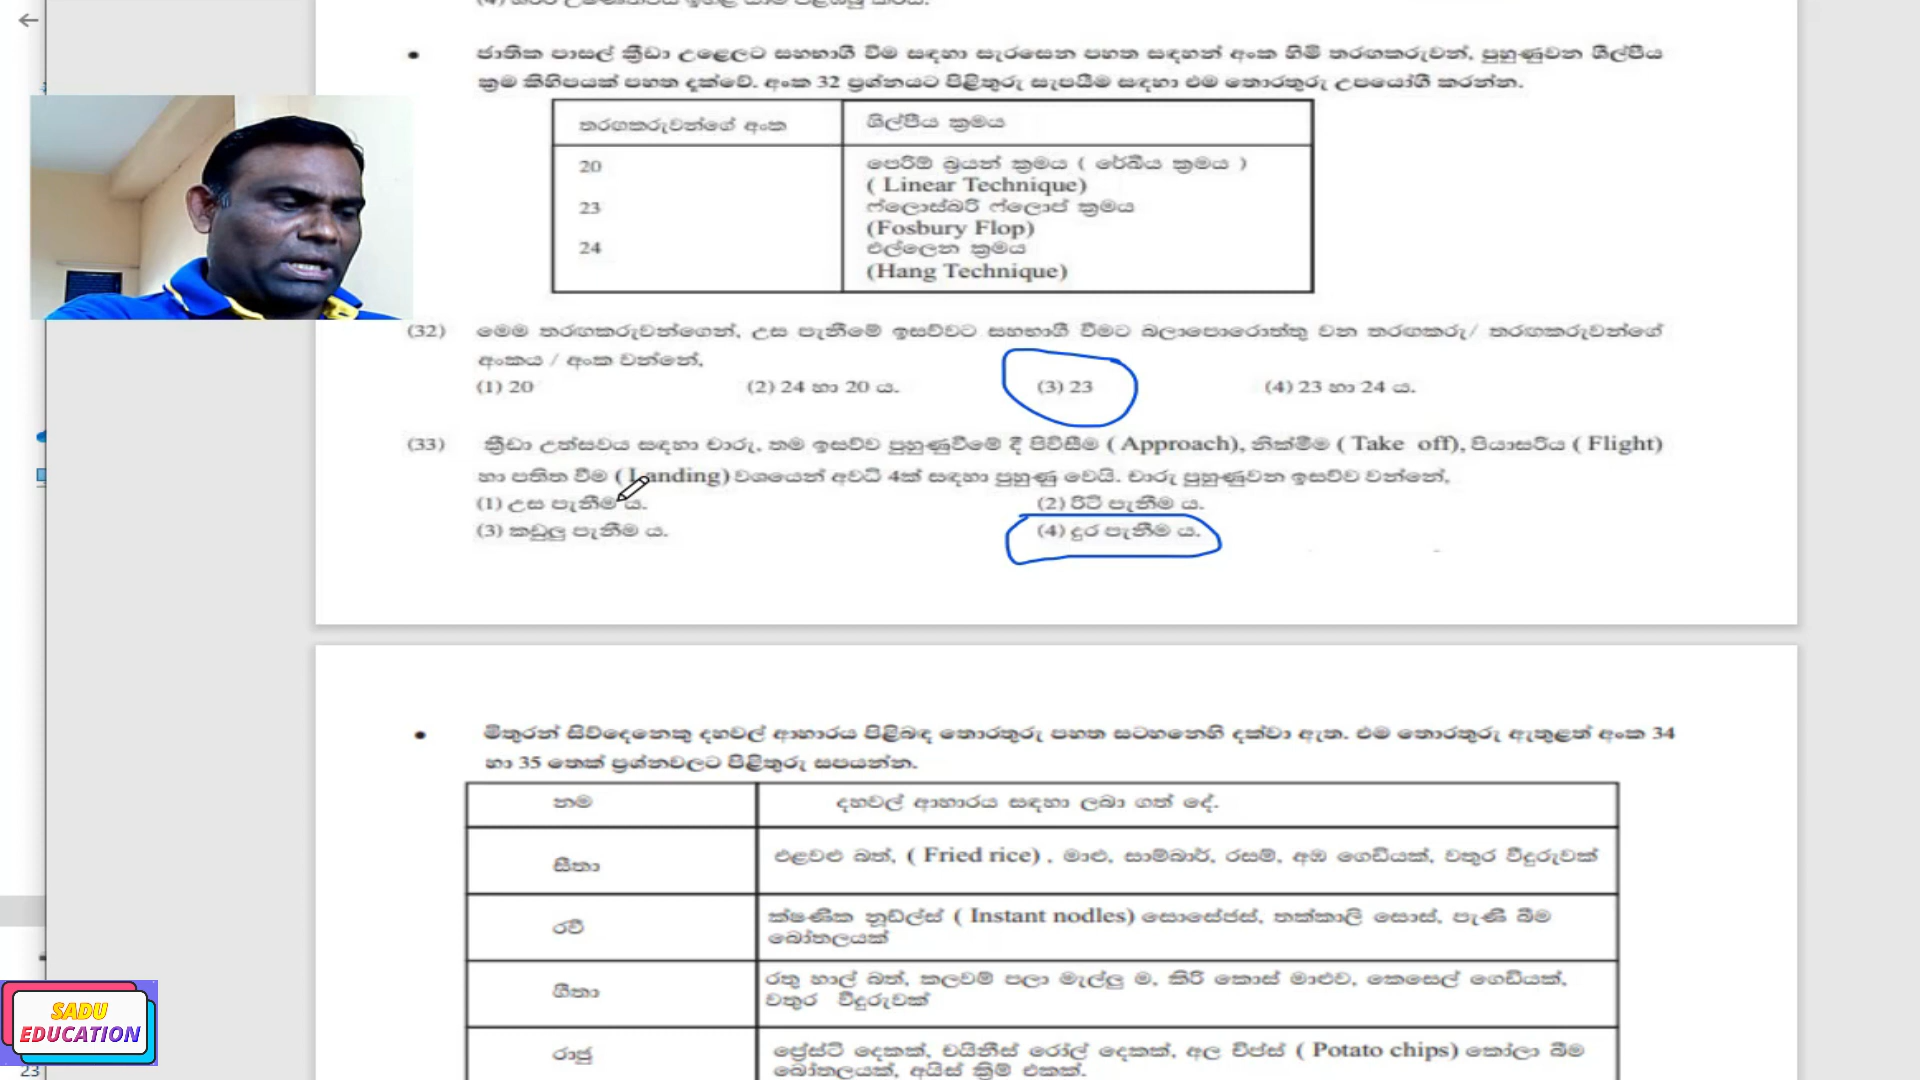 ජාතික පාසල් ක්‍රීඩා උළෙලට සහභාගී වීම සඳහා සැරසෙන පහත සඳහන් අංක හිමි තරඟකරුවන්, පුහුණුවන ශිල්පීය
ක්‍රම කිහිපයක් පහත දැක්වේ. අංක 32 ප්‍රශ්නයට පිළිතුරු සැපයීම සඳහා එම තොරතුරු උපයෝගී කරන්න.
තරඟකරුවන්ගේ අංක
ශිල්පීය ක්‍රමය
20
පෙරිඕ බ්‍රයන් ක්‍රමය ( රේඛීය ක්‍රමය )
( Linear Technique)
23
ෆ්ලොස්බරි ෆ්ලොප් ක්‍රමය
(Fosbury Flop)
24
එල්ලෙන ක්‍රමය
(Hang Technique)
(32) මෙම තරඟකරුවන්ගෙන්, උස පැනීමේ ඉසව්වට සහභාගී වීමට බලාපොරොත්තු වන තරඟකරු/ තරඟකරුවන්ගේ
අංකය / අංක වන්නේ,
(1) 20 (2) 24 හා 20 ය. (3) 23 (4) 23 හා 24 ය.
(33) ක්‍රීඩා උත්සවය සඳහා චාරු, තම ඉසව්ව පුහුණුවීමේ දී පිවිසීම ( Approach), නික්මීම ( Take off), පියාසරිය ( Flight)
හා පතිත වීම ( Landing) වශයෙන් අවධි 4ක් සඳහා පුහුණු වෙයි. චාරු පුහුණුවන ඉසව්ව වන්නේ,
(1) උස පැනීම ය. (2) රිටි පැනීම ය.
(3) කඩුලු පැනීම ය. (4) දුර පැනීම ය.
මිතුරන් සිව්දෙනෙකු දහවල් ආහාරය පිළිබඳ තොරතුරු පහත සටහනෙහි දක්වා ඇත. එම තොරතුරු ඇතුළත් අංක 34
හා 35 තෙක් ප්‍රශ්නවලට පිළිතුරු සපයන්න.
නම
දහවල් ආහාරය සඳහා ලබා ගත් දේ.
සීතා
එළවළු බත්, ( Fried rice) , මාළු, සාම්බාර්, රසම්, අඹ ගෙඩියක්, වතුර වීදුරුවක්
රවී
ක්ෂණික නූඩ්ල්ස් ( Instant nodles) සොසේජස්, තක්කාලි සොස්, පැණි බීම
බෝතලයක්
ගීතා
රතු හාල් බත්, කලවම් පලා මැල්ලු ම, කිරි කොස් මාළුව, කෙසෙල් ගෙඩියක්,
වතුර වීදුරුවක්
රාජු
ප්‍රේස්ට්‍රි දෙකක්, චයිනීස් රෝල් දෙකක්, අල චිප්ස් ( Potato chips) කෝලා බීම
බෝතලයක්, අයිස් ක්‍රිම් එකක්.
SADU
EDUCATION
23